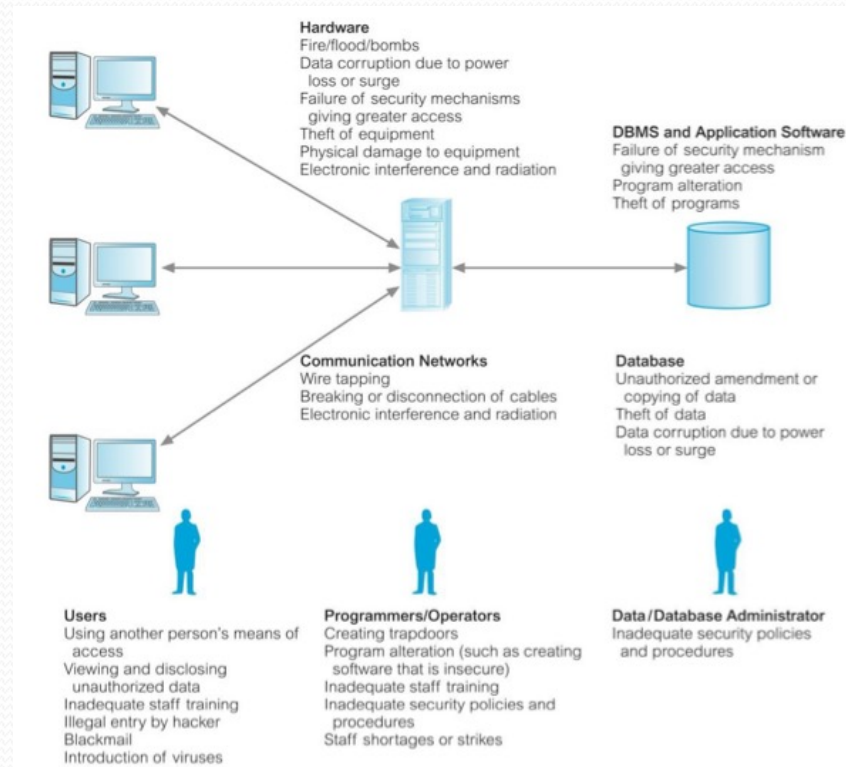 Hardware
Fire/flood/bombs
Data corruption due to power
loss or surge
Failure of security mechanisms
giving greater access
Theft of equipment
Physical damage to equipment
Electronic interference and radiation
DBMS and Application Software
Failure of security mechanism
giving greater access
Program alteration
Theft of programs
Communication Networks
Wire tapping
Breaking or disconnection of cables
Electronic interference and radiation
Database
Unauthorized amendment or
copying of data
Theft of data
Data corruption due to power
loss or surge
Users
Using another person's means of
access
Viewing and disclosing
unauthorized data
Inadequate staff training
Illegal entry by hacker
Blackmail
Introduction of viruses
Programmers/Operators
Creating trapdoors
Program alteration (such as creating
software that is insecure)
Inadequate staff training
Inadequate security policies and
procedures
Staff shortages or strikes
Data/Database Administrator
Inadequate security policies
and procedures